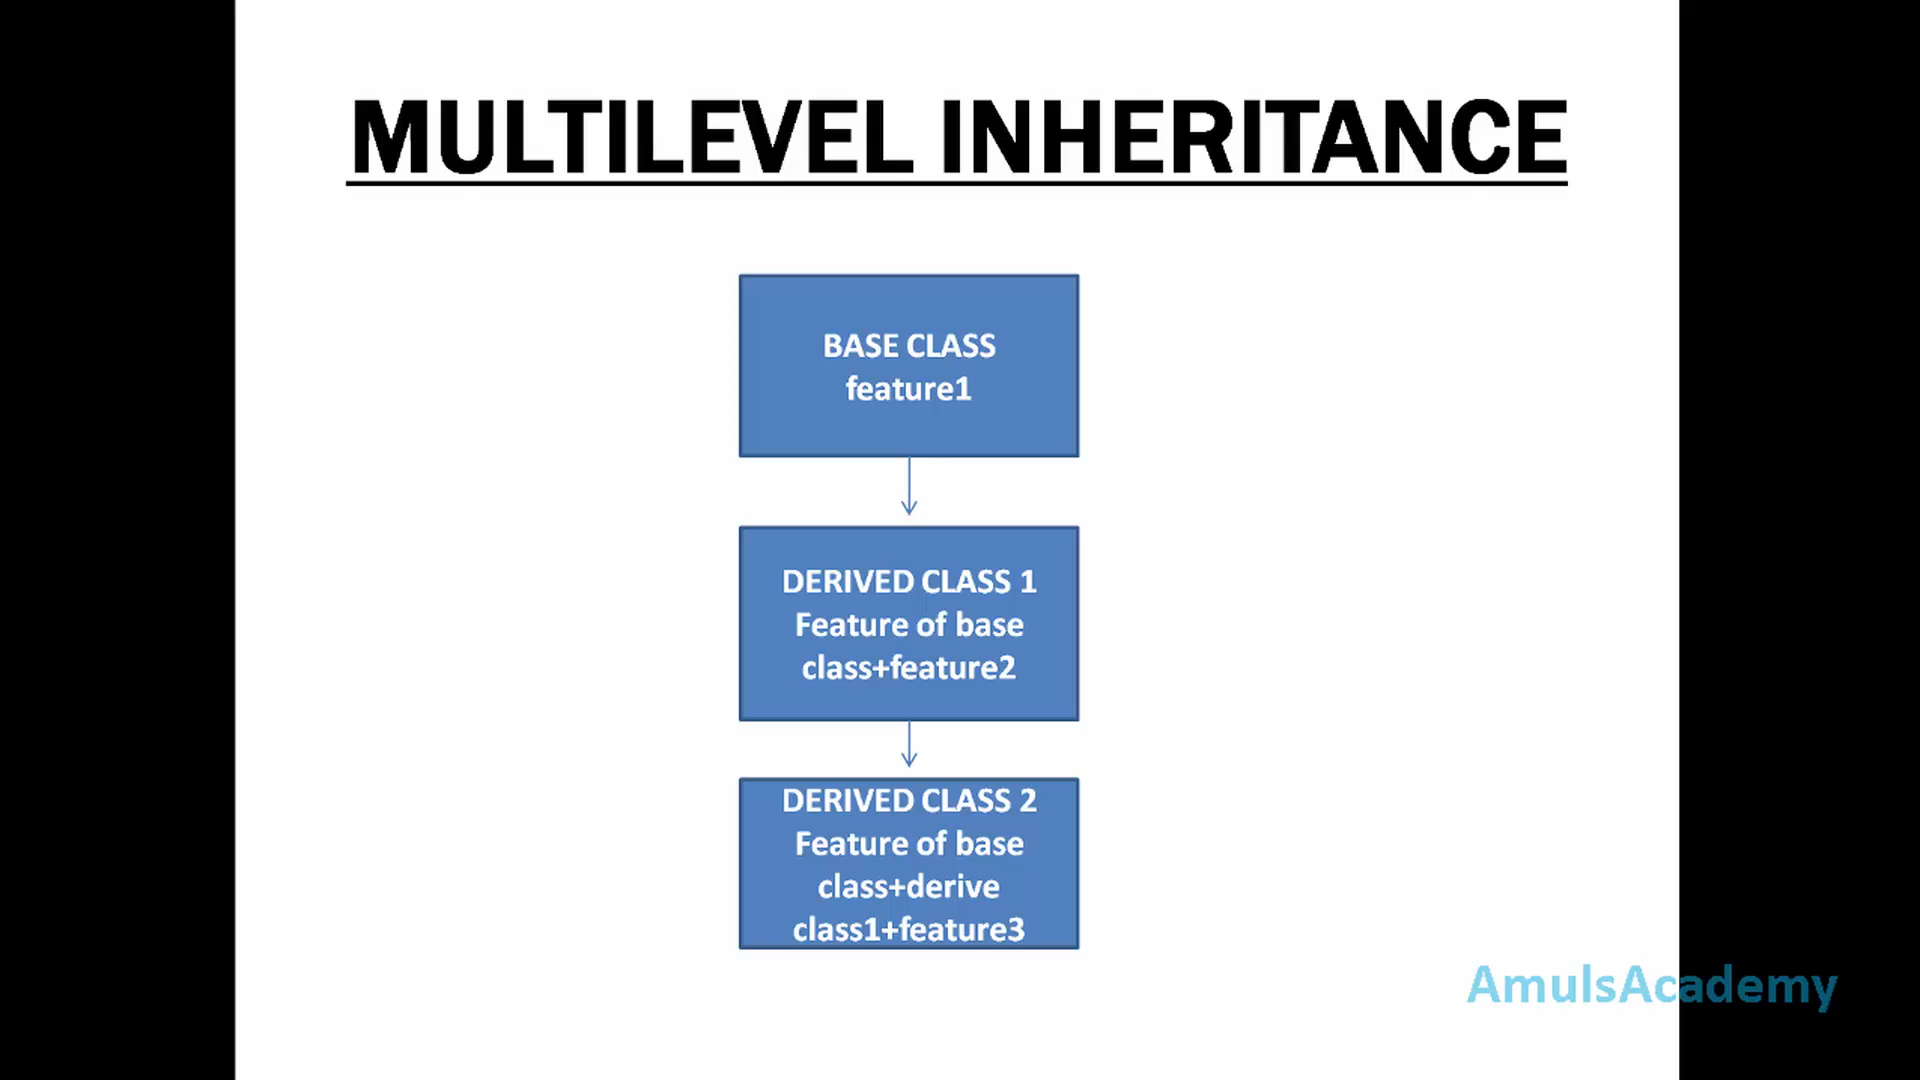 MULTILEVEL INHERITANCE
BASE CLASS
feature1
DERIVED CLASS 1
Feature of base
class+feature2
DERIVED CLASS 2
Feature of base
class+derive
class1+feature3
AmulsAcademy